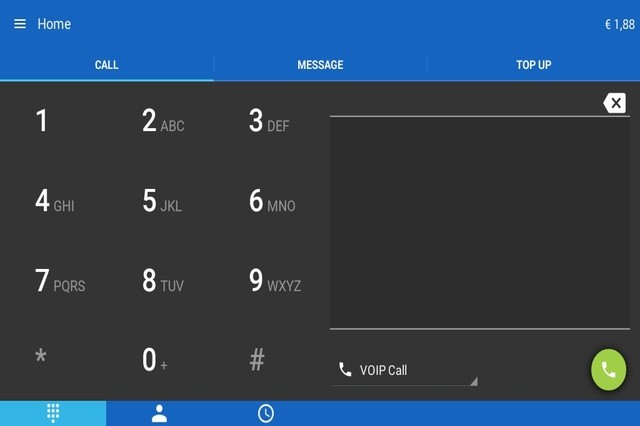 Home
€ 1,88
CALL
MESSAGE
TOP UP
1
2 ABC
3 DEF
4 GHI
5 JKL
6 MNO
7 PQRS
8 TUV
9 WXYZ
*
0 +
#
VOIP Call